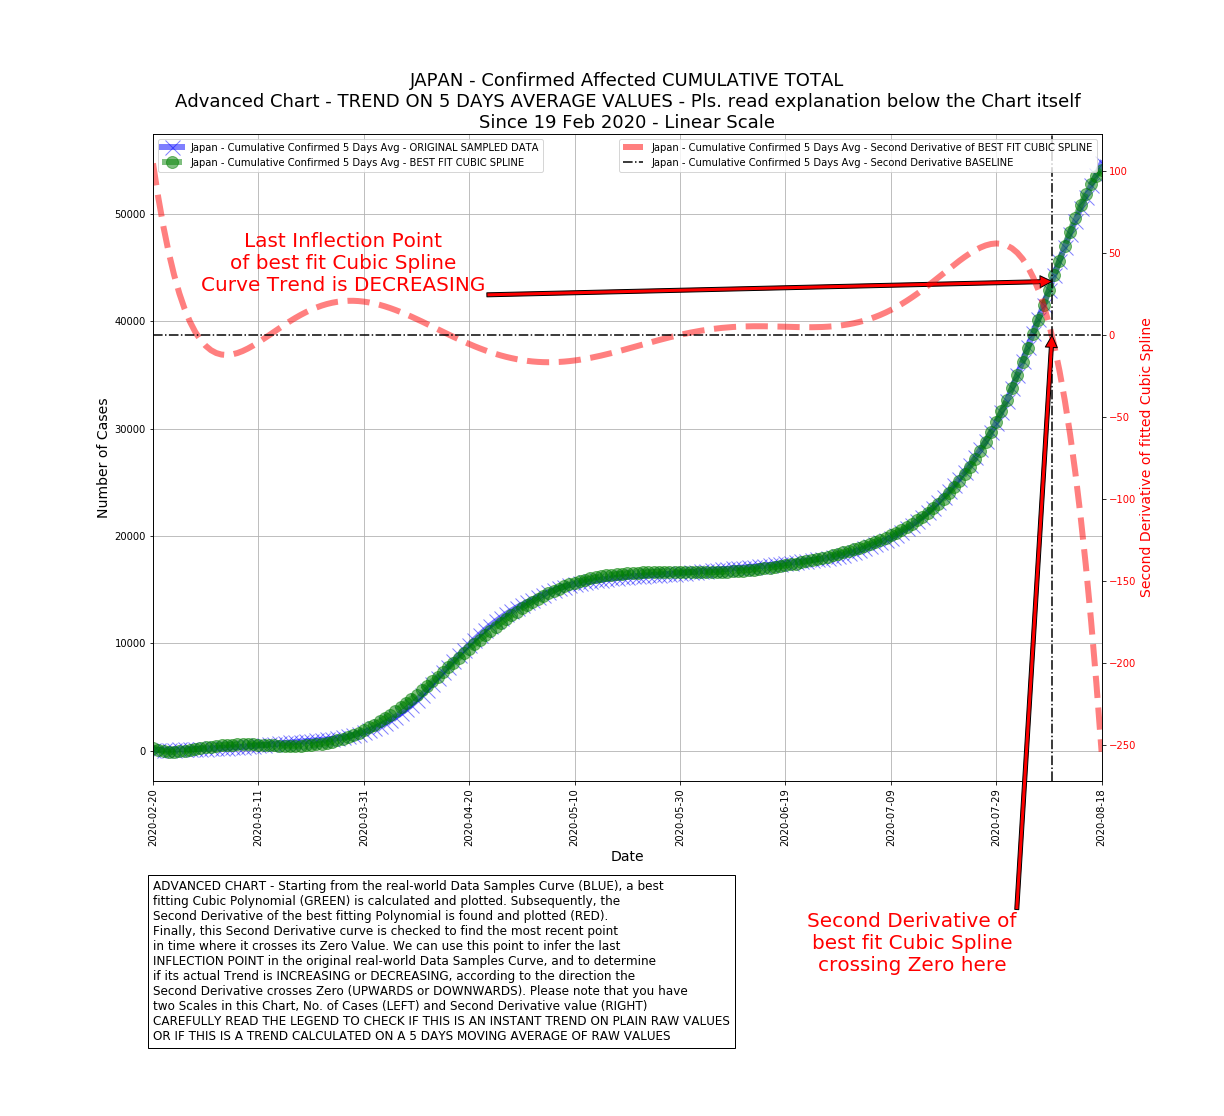 JAPAN - Confirmed Affected CUMULATIVE TOTAL
Advanced Chart - TREND ON 5 DAYS AVERAGE VALUES - Pls. read explanation below the Chart itself
Since 19 Feb 2020 - Linear Scale
Japan - Cumulative Confirmed 5 Days Avg - ORIGINAL SAMPLED DATA
Japan - Cumulative Confirmed 5 Days Avg - BEST FIT CUBIC SPLINE
Japan - Cumulative Confirmed 5 Days Avg - Second Derivative of BEST FIT CUBIC SPLINE
Japan - Cumulative Confirmed 5 Days Avg - Second Derivative BASELINE
Last Inflection Point
of best fit Cubic Spline
Curve Trend is DECREASING
Number of Cases
50000
40000
30000
20000
10000
0
100
50
0
−50
−100
−150
−200
−250
Second Derivative of fitted Cubic Spline
2020-02-20
2020-03-11
2020-03-31
2020-04-20
2020-05-10
2020-05-30
2020-06-19
2020-07-09
2020-07-29
2020-08-18
Date
Second Derivative of
best fit Cubic Spline
crossing Zero here
ADVANCED CHART - Starting from the real-world Data Samples Curve (BLUE), a best
fitting Cubic Polynomial (GREEN) is calculated and plotted. Subsequently, the
Second Derivative of the best fitting Polynomial is found and plotted (RED).
Finally, this Second Derivative curve is checked to find the most recent point
in time where it crosses its Zero Value. We can use this point to infer the last
INFLECTION POINT in the original real-world Data Samples Curve, and to determine
if its actual Trend is INCREASING or DECREASING, according to the direction the
Second Derivative crosses Zero (UPWARDS or DOWNWARDS). Please note that you have
two Scales in this Chart, No. of Cases (LEFT) and Second Derivative value (RIGHT)
CAREFULLY READ THE LEGEND TO CHECK IF THIS IS AN INSTANT TREND ON PLAIN RAW VALUES
OR IF THIS IS A TREND CALCULATED ON A 5 DAYS MOVING AVERAGE OF RAW VALUES